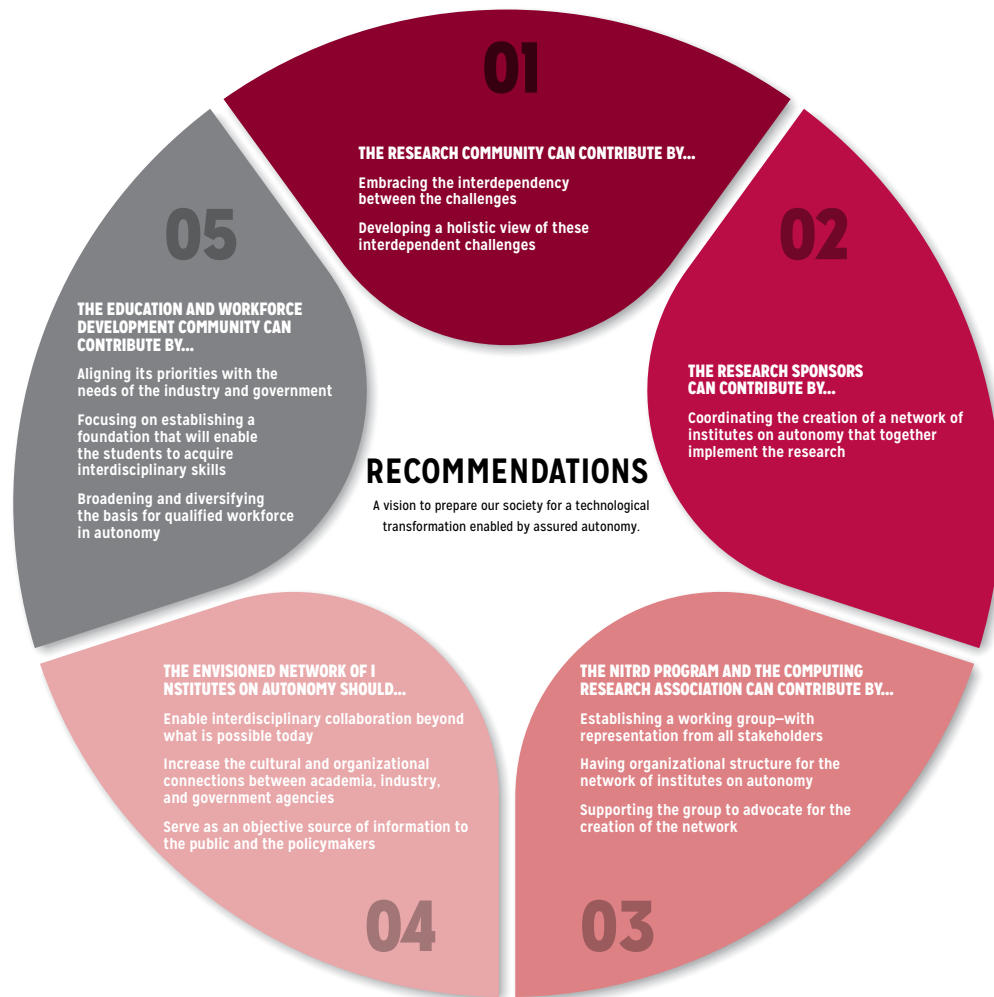 01
THE RESEARCH COMMUNITY CAN CONTRIBUTE BY...
Embracing the interdependency
between the challenges
Developing a holistic view of these
interdependent challenges
02
THE RESEARCH SPONSORS
CAN CONTRIBUTE BY...
Coordinating the creation of a network of
institutes on autonomy that together
implement the research
THE NITRD PROGRAM AND THE COMPUTING
RESEARCH ASSOCIATION CAN CONTRIBUTE BY...
Establishing a working group—with
representation from all stakeholders
Having organizational structure for the
network of institutes on autonomy
Supporting the group to advocate for the
creation of the network
03
THE ENVISIONED NETWORK OF I
NSTITUTES ON AUTONOMY SHOULD...
Enable interdisciplinary collaboration beyond
what is possible today
Increase the cultural and organizational
connections between academia, industry,
and government agencies
Serve as an objective source of information to
the public and the policymakers
04
05
THE EDUCATION AND WORKFORCE
DEVELOPMENT COMMUNITY CAN
CONTRIBUTE BY...
Aligning its priorities with the
needs of the industry and government
Focusing on establishing a
foundation that will enable
the students to acquire
interdisciplinary skills
Broadening and diversifying
the basis for qualified workforce
in autonomy
RECOMMENDATIONS
A vision to prepare our society for a technological
transformation enabled by assured autonomy.